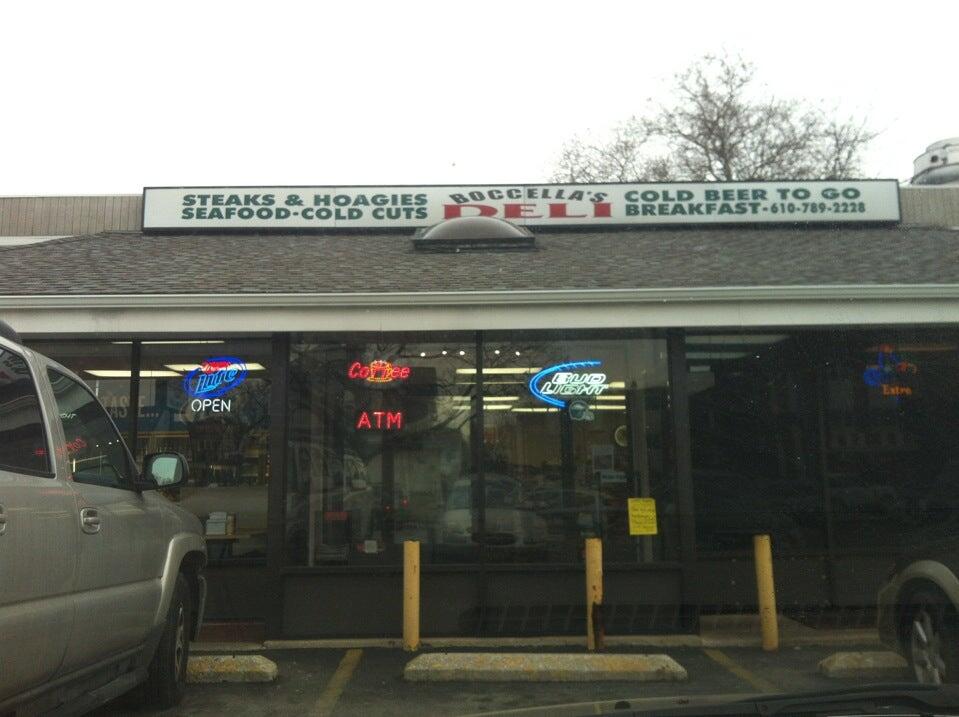 STEAKS & HOAGIES
SEAFOOD-COLD CUTS
BOCCELLA'S
DELI
COLD BEER TO GO
BREAKFAST-610-789-2228
Lite
OPEN
Coffee
ATM
BUD
LIGHT
Extra
TASTE...